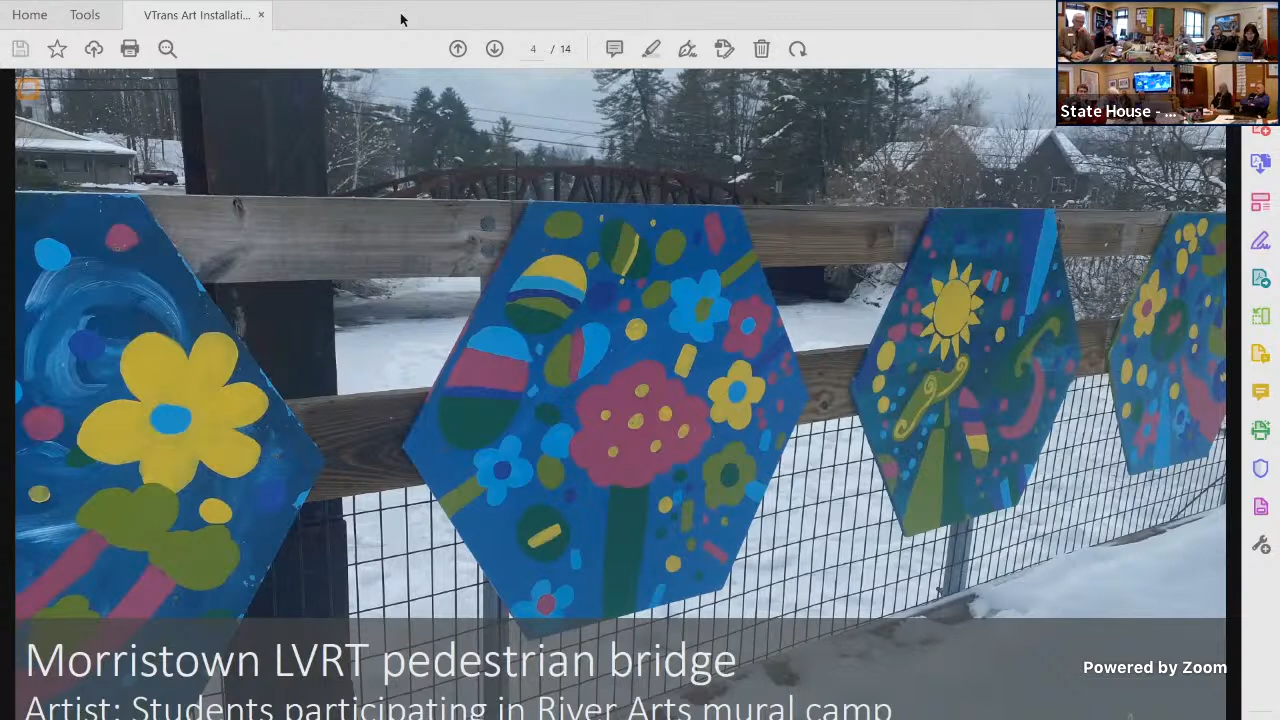 Home Tools VTrans Art Installati... ×
4 / 14
State House - ...
Morristown LVRT pedestrian bridge
Powered by Zoom
Artist: Students participating in River Arts mural camp